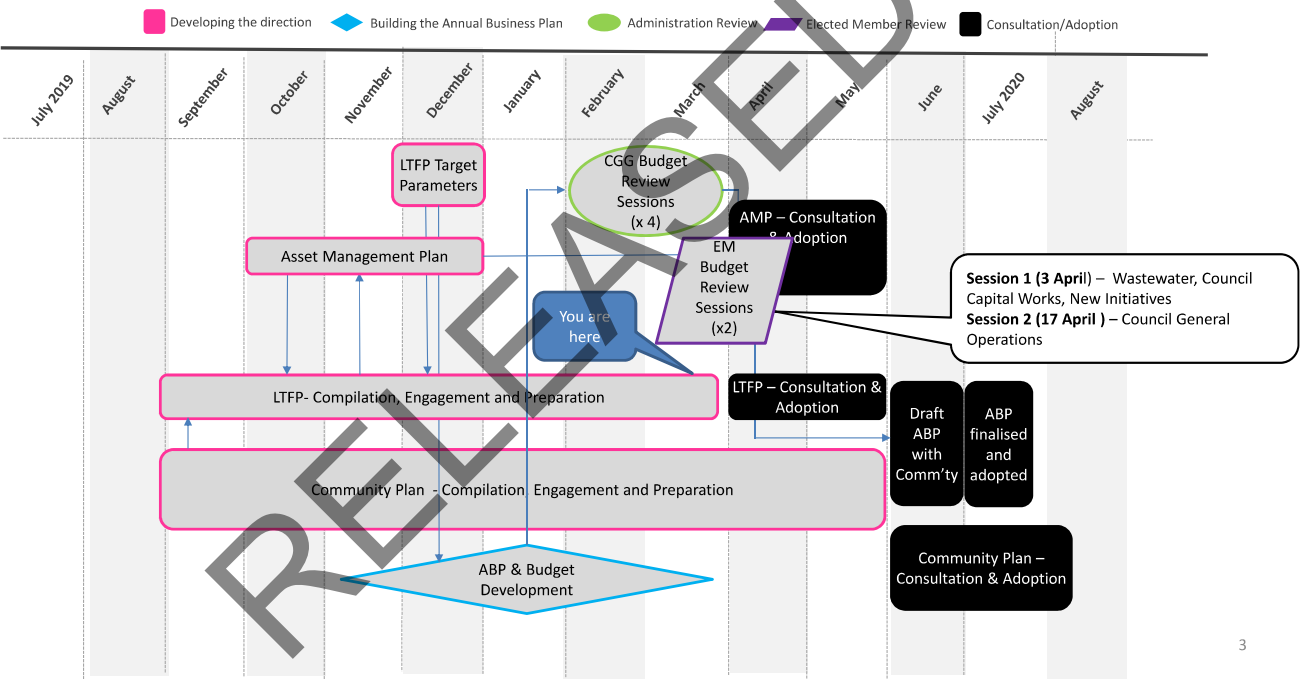 Developing the direction
Building the Annual Business Plan
Administration Review
Elected Member Review
Consultation/Adoption
July 2019
August
September
October
November
December
January
February
March
April
May
June
July 2020
August
LTFP Target
Parameters
CGG Budget
Review
Sessions
(x 4)
AMP – Consultation
& Adoption
Asset Management Plan
EM
Budget
Review
Sessions
(x2)
Session 1 (3 April) – Wastewater, Council
Capital Works, New Initiatives
Session 2 (17 April ) – Council General
Operations
You are
here
LTFP- Compilation, Engagement and Preparation
LTFP – Consultation &
Adoption
Draft
ABP
with
Comm'ty
ABP
finalised
and
adopted
Community Plan - Compilation, Engagement and Preparation
Community Plan –
Consultation & Adoption
ABP & Budget
Development
RELEASED
3